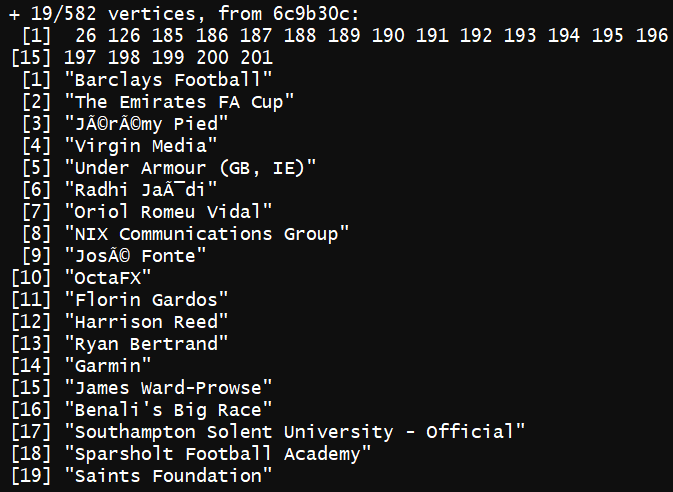 + 19/582 vertices, from 6c9b30c:
 [1]  26 126 185 186 187 188 189 190 191 192 193 194 195 196
[15] 197 198 199 200 201
 [1] "Barclays Football"
 [2] "The Emirates FA Cup"
 [3] "JÃ©rÃ©my Pied"
 [4] "Virgin Media"
 [5] "Under Armour (GB, IE)"
 [6] "Radhi JaÃ¯di"
 [7] "Oriol Romeu Vidal"
 [8] "NIX Communications Group"
 [9] "JosÃ© Fonte"
[10] "OctaFX"
[11] "Florin Gardos"
[12] "Harrison Reed"
[13] "Ryan Bertrand"
[14] "Garmin"
[15] "James Ward-Prowse"
[16] "Benali's Big Race"
[17] "Southampton Solent University - Official"
[18] "Sparsholt Football Academy"
[19] "Saints Foundation"